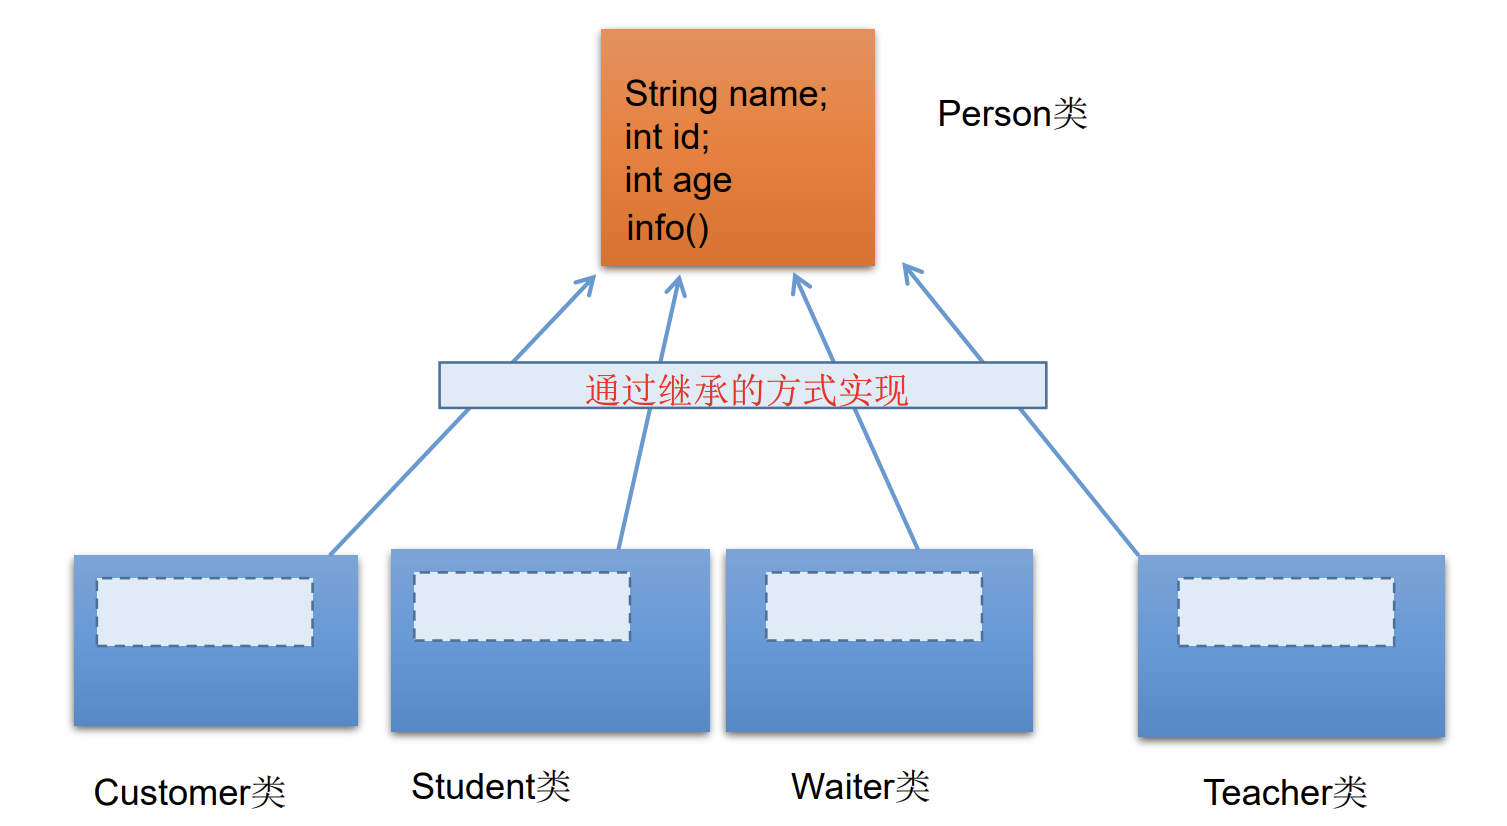 String name;
int id;
int age
info()
Person类
通过继承的方式实现
Customer类
Student类
Waiter类
Teacher类